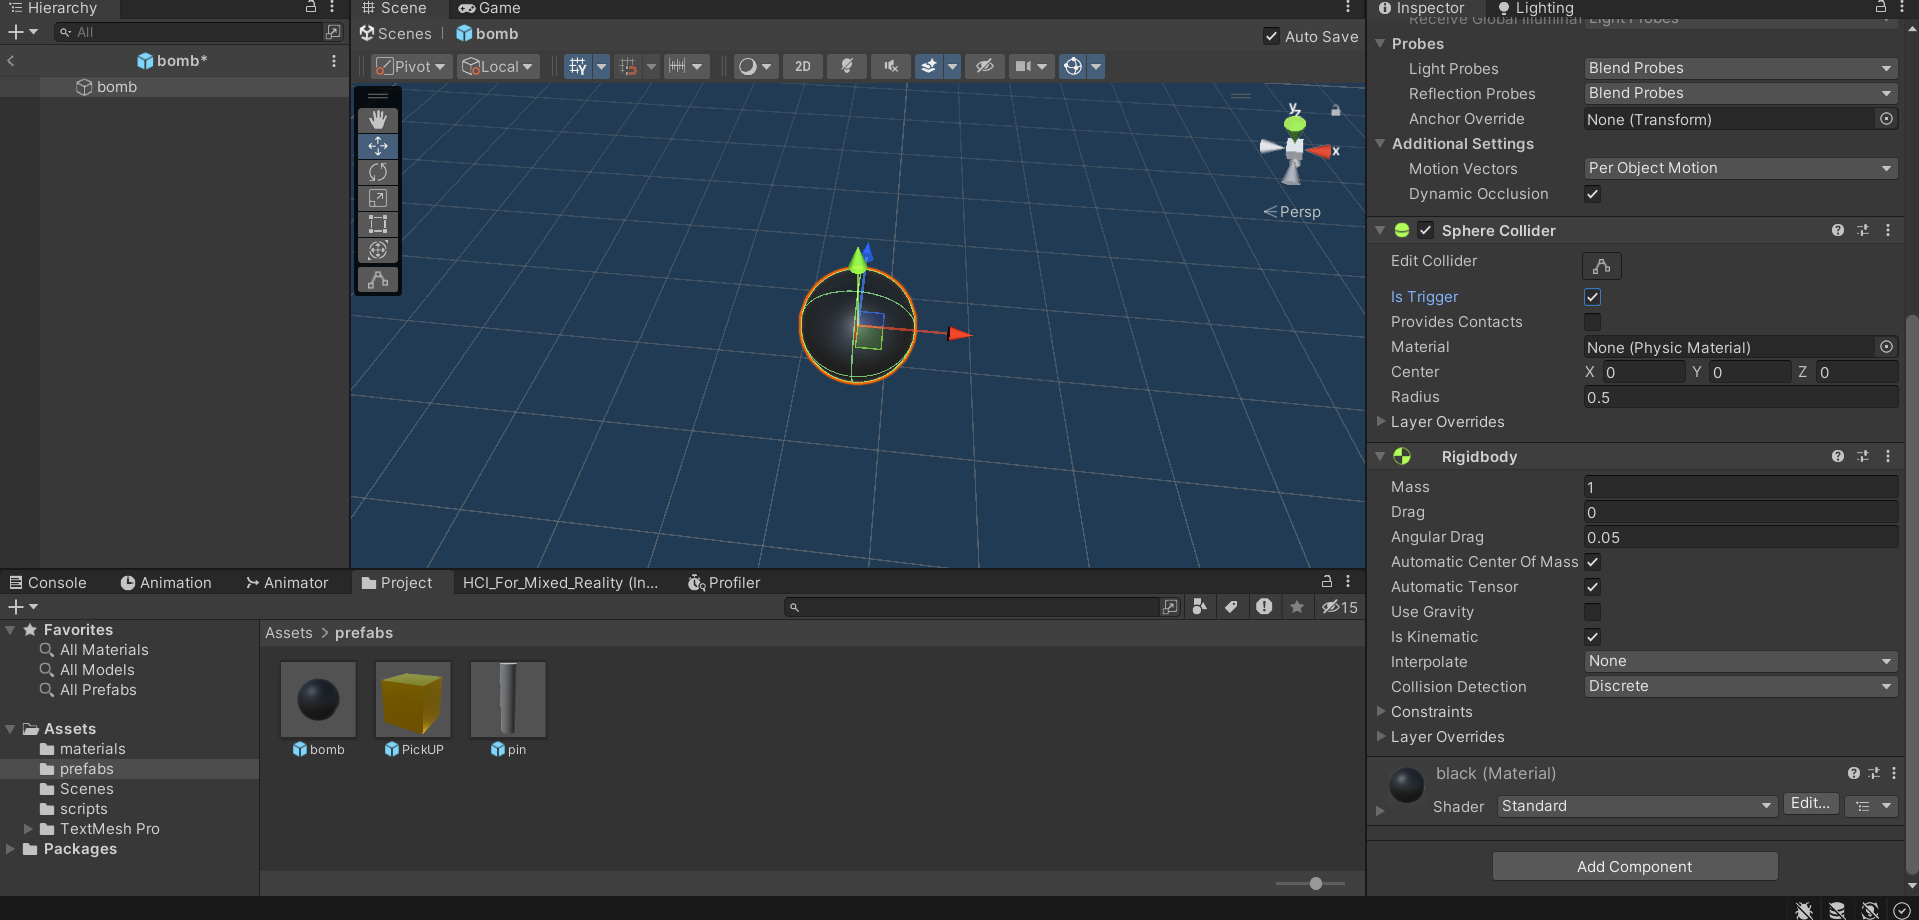 Hierarchy
All
bomb*
bomb
Scene
Game
Scenes
bomb
Auto Save
Pivot
Local
2D
y
x
Persp
Console
Animation
Animator
Project
HCI_For_Mixed_Reality (In...
Profiler
15
Favorites
All Materials
All Models
All Prefabs
Assets
materials
prefabs
Scenes
scripts
TextMesh Pro
Packages
Assets > prefabs
bomb
PickUP
pin
Inspector
Lighting
Receive Global Illuminat Light Probes
Probes
Light Probes Blend Probes
Reflection Probes Blend Probes
Anchor Override None (Transform)
Additional Settings
Motion Vectors Per Object Motion
Dynamic Occlusion
Sphere Collider
Edit Collider
Is Trigger
Provides Contacts
Material None (Physic Material)
Center X 0 Y 0 Z 0
Radius 0.5
Layer Overrides
Rigidbody
Mass 1
Drag 0
Angular Drag 0.05
Automatic Center Of Mass
Automatic Tensor
Use Gravity
Is Kinematic
Interpolate None
Collision Detection Discrete
Constraints
Layer Overrides
black (Material)
Shader Standard Edit...
Add Component